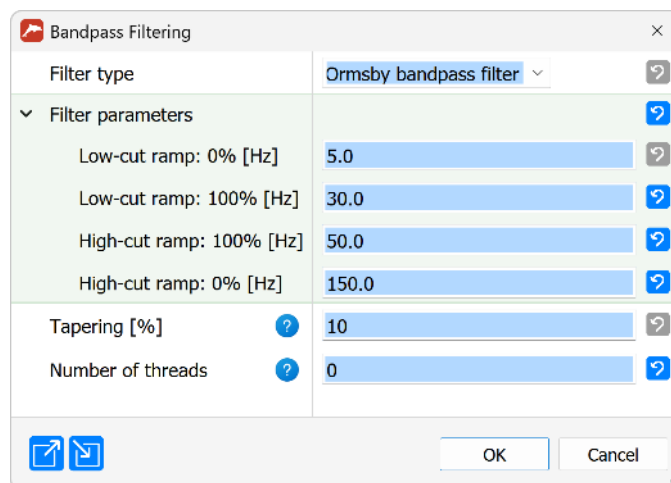 Bandpass Filtering
Filter type Ormsby bandpass filter
Filter parameters
Low-cut ramp: 0% [Hz] 5.0
Low-cut ramp: 100% [Hz] 30.0
High-cut ramp: 100% [Hz] 50.0
High-cut ramp: 0% [Hz] 150.0
Tapering [%] ? 10
Number of threads ? 0
OK Cancel